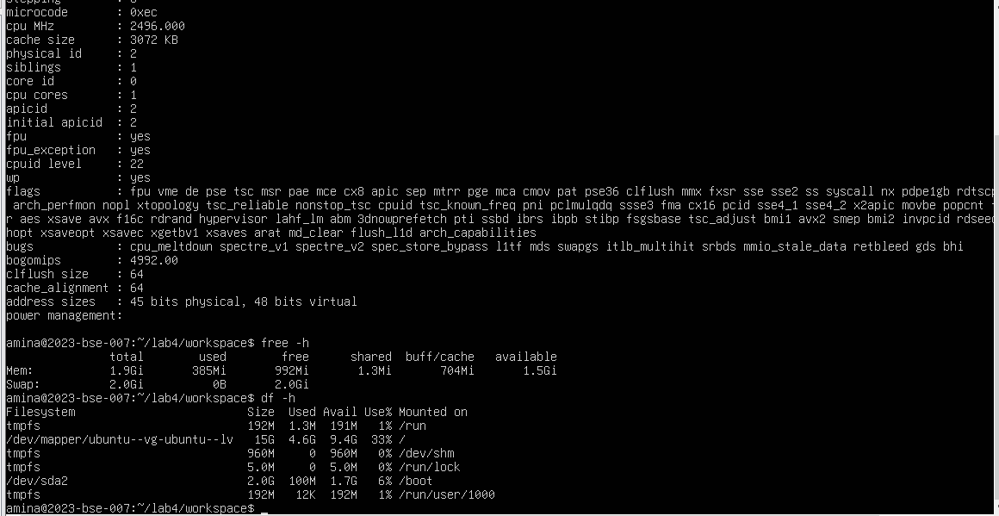 stepping : 8
microcode : 0xec
cpu MHz : 2496.000
cache size : 3072 KB
physical id : 2
siblings : 1
core id : 0
cpu cores : 1
apicid : 2
initial apicid : 2
fpu : yes
fpu_exception : yes
cpuid level : 22
wp : yes
flags : fpu vme de pse tsc msr pae mce cx8 apic sep mtrr pge mca cmov pat pse36 clflush mmx fxsr sse sse2 ss syscall nx pdpe1gb rdtscp
arch_perfmon nopl xtopology tsc_reliable nonstop_tsc cpuid tsc_known_freq pni pclmulqdq ssse3 fma cx16 pcid sse4_1 sse4_2 x2apic movbe popcnt
r aes xsave avx f16c rdrand hypervisor lahf_lm abm 3dnowprefetch pti ssbd ibrs ibpb stibp fsgsbase tsc_adjust bmi1 avx2 smep bmi2 invpcid rdseed
hopt xsaveopt xsavec xgetbv1 xsaves arat md_clear flush_l1d arch_capabilities
bugs : cpu_meltdown spectre_v1 spectre_v2 spec_store_bypass l1tf mds swapgs itlb_multihit srbds mmio_stale_data retbleed gds bhi
bogomips : 4992.00
clflush size : 64
cache_alignment : 64
address sizes : 45 bits physical, 48 bits virtual
power management:
amina@2023-bse-007:~/lab4/workspace$ free -h
total used free shared buff/cache available
Mem: 1.9Gi 385Mi 992Mi 1.3Mi 704Mi 1.5Gi
Swap: 2.0Gi 0B 2.0Gi
amina@2023-bse-007:~/lab4/workspace$ df -h
Filesystem Size Used Avail Use% Mounted on
tmpfs 192M 1.3M 191M 1% /run
/dev/mapper/ubuntu--vg-ubuntu--lv 15G 4.6G 9.4G 33% /
tmpfs 960M 0 960M 0% /dev/shm
tmpfs 5.0M 0 5.0M 0% /run/lock
/dev/sda2 2.0G 100M 1.7G 6% /boot
tmpfs 192M 12K 192M 1% /run/user/1000
amina@2023-bse-007:~/lab4/workspace$ _